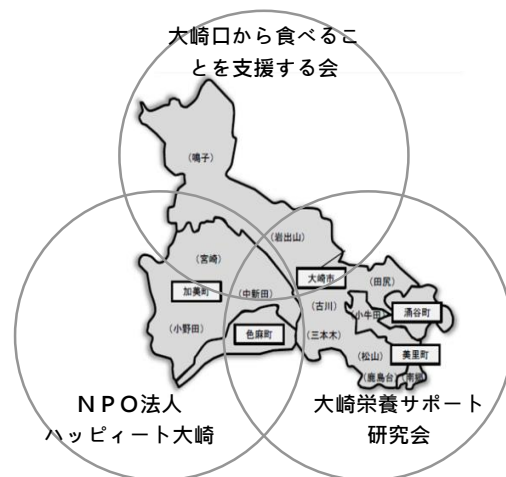 大崎口から食べるこ
とを支援する会
（鳴子）
（岩出山）
（宮崎）
大崎市
（田尻）
加美町
（中新田）
（古川）
（小牛田）
涌谷町
（小野田）
色麻町
（三本木）
（松山）
美里町
（鹿島台）
（南郷）
ＮＰＯ法人
ハッピィート大崎
大崎栄養サポート
研究会